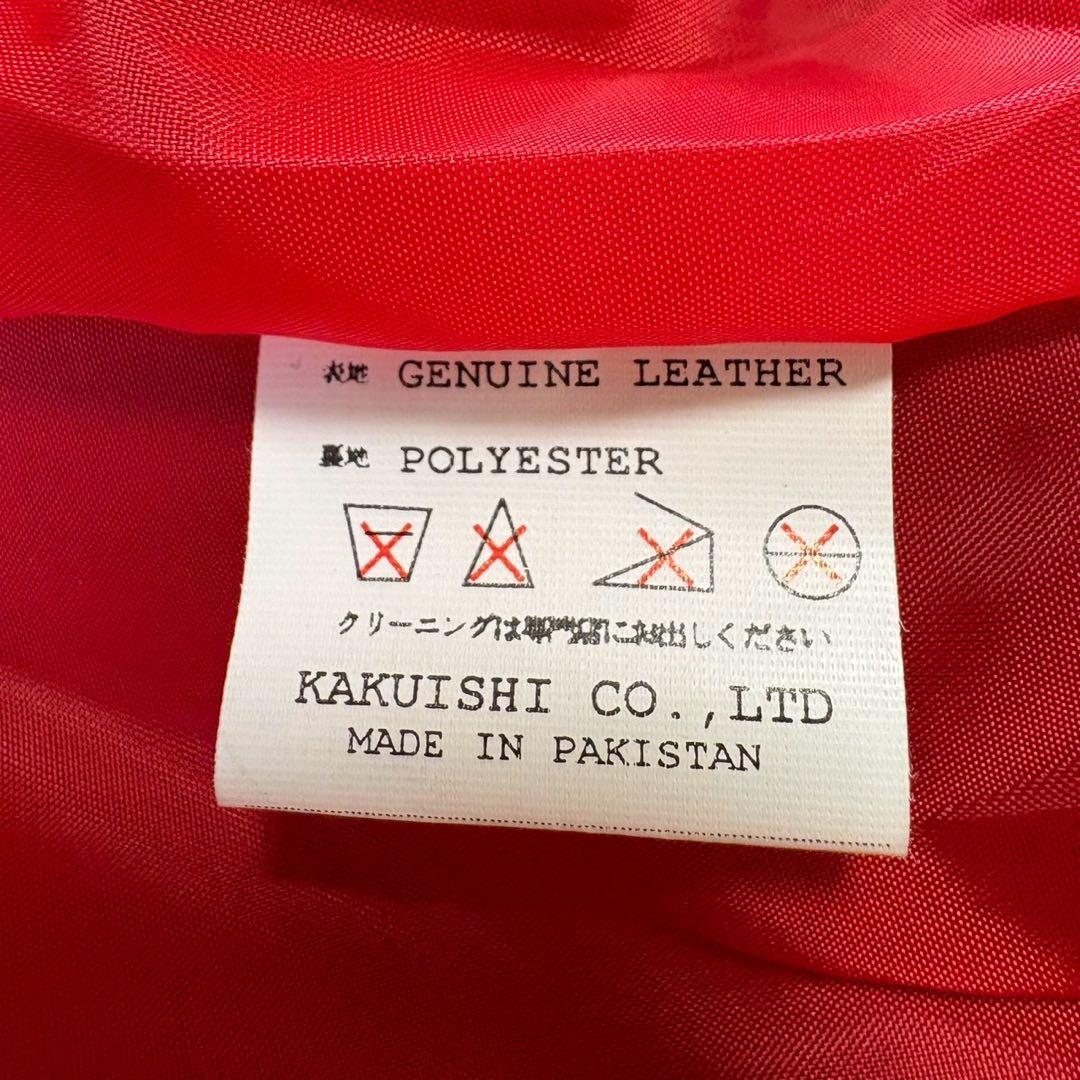 表地 GENUINE LEATHER
裏地 POLYESTER
クリーニングは専門店にお出しください
KAKUISHI CO.,LTD
MADE IN PAKISTAN